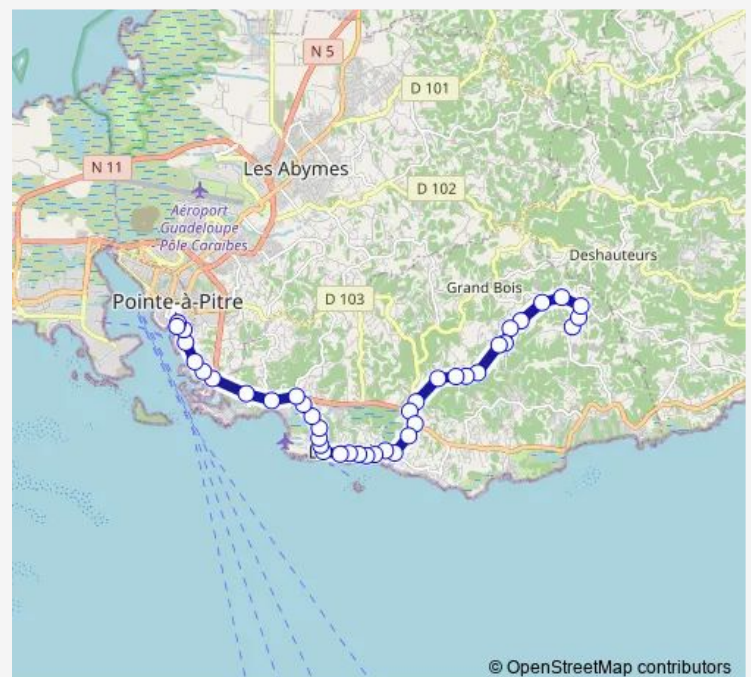 N 5
D 101
N 11
Les Abymes
D 102
Aéroport
Guadeloupe
Pôle Caraïbes
Deshauteurs
Grand Bois
Pointe-à-Pitre
D 103
© OpenStreetMap contributors